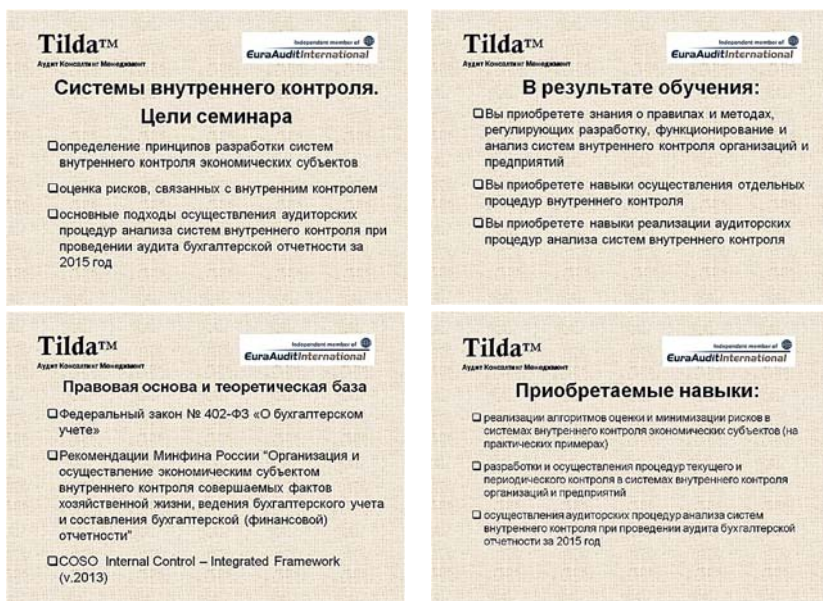 Tilda™
Аудит Консалтинг Менеджмент
Independent member of
EuraAuditInternational
Системы внутреннего контроля.
Цели семинара
определение принципов разработки систем
внутреннего контроля экономических субъектов
оценка рисков, связанных с внутренним контролем
основные подходы осуществления аудиторских
процедур анализа систем внутреннего контроля при
проведении аудита бухгалтерской отчетности за
2015 год
Tilda™
Аудит Консалтинг Менеджмент
Independent member of
EuraAuditInternational
В результате обучения:
Вы приобретете знания о правилах и методах,
регулирующих разработку, функционирование и
анализ систем внутреннего контроля организаций и
предприятий
Вы приобретете навыки осуществления отдельных
процедур внутреннего контроля
Вы приобретете навыки реализации аудиторских
процедур анализа систем внутреннего контроля
Tilda™
Аудит Консалтинг Менеджмент
Independent member of
EuraAuditInternational
Правовая основа и теоретическая база
Федеральный закон № 402-ФЗ «О бухгалтерском
учете»
Рекомендации Минфина России "Организация и
осуществление экономическим субъектом
внутреннего контроля совершаемых фактов
хозяйственной жизни, ведения бухгалтерского учета
и составления бухгалтерской (финансовой)
отчетности"
COSO Internal Control – Integrated Framework
(v.2013)
Tilda™
Аудит Консалтинг Менеджмент
Independent member of
EuraAuditInternational
Приобретаемые навыки:
реализации алгоритмов оценки и минимизации рисков в
системах внутреннего контроля экономических субъектов (на
практических примерах)
разработки и осуществления процедур текущего и
периодического контроля в системах внутреннего контроля
организаций и предприятий
осуществления аудиторских процедур анализа систем
внутреннего контроля при проведении аудита бухгалтерской
отчетности за 2015 год